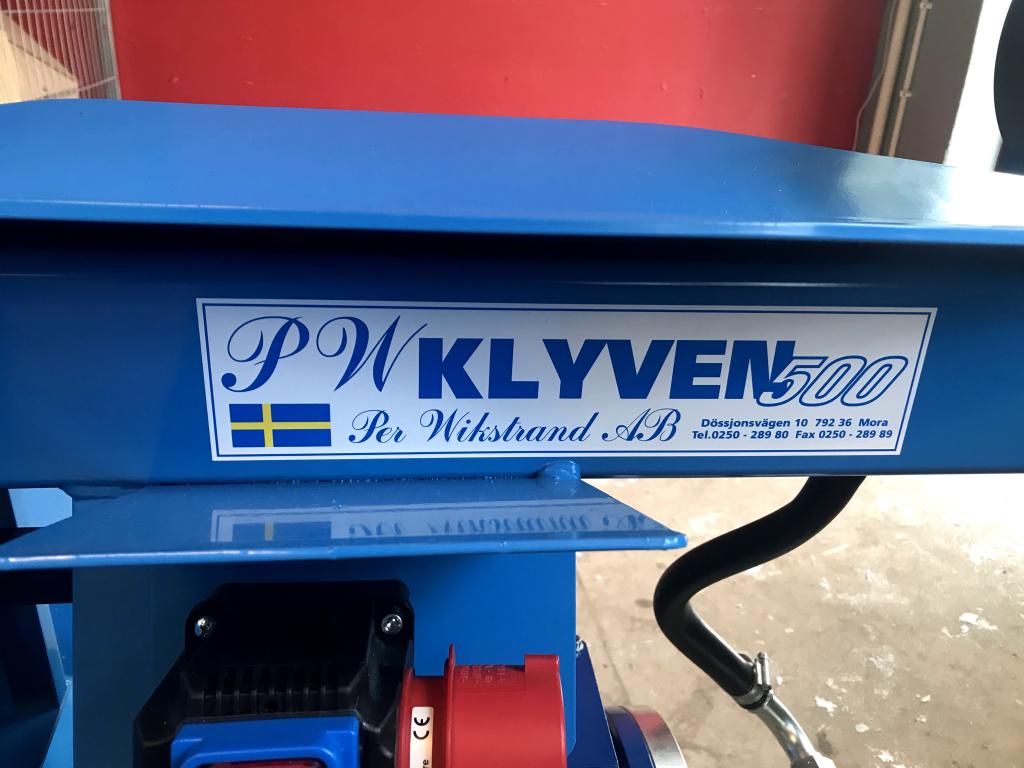 PW KLYVEN 500
Per Wikstrand AB
Dössjonsvägen 10 792 36 Mora
Tel.0250 - 289 80 Fax 0250 - 289 89
CE